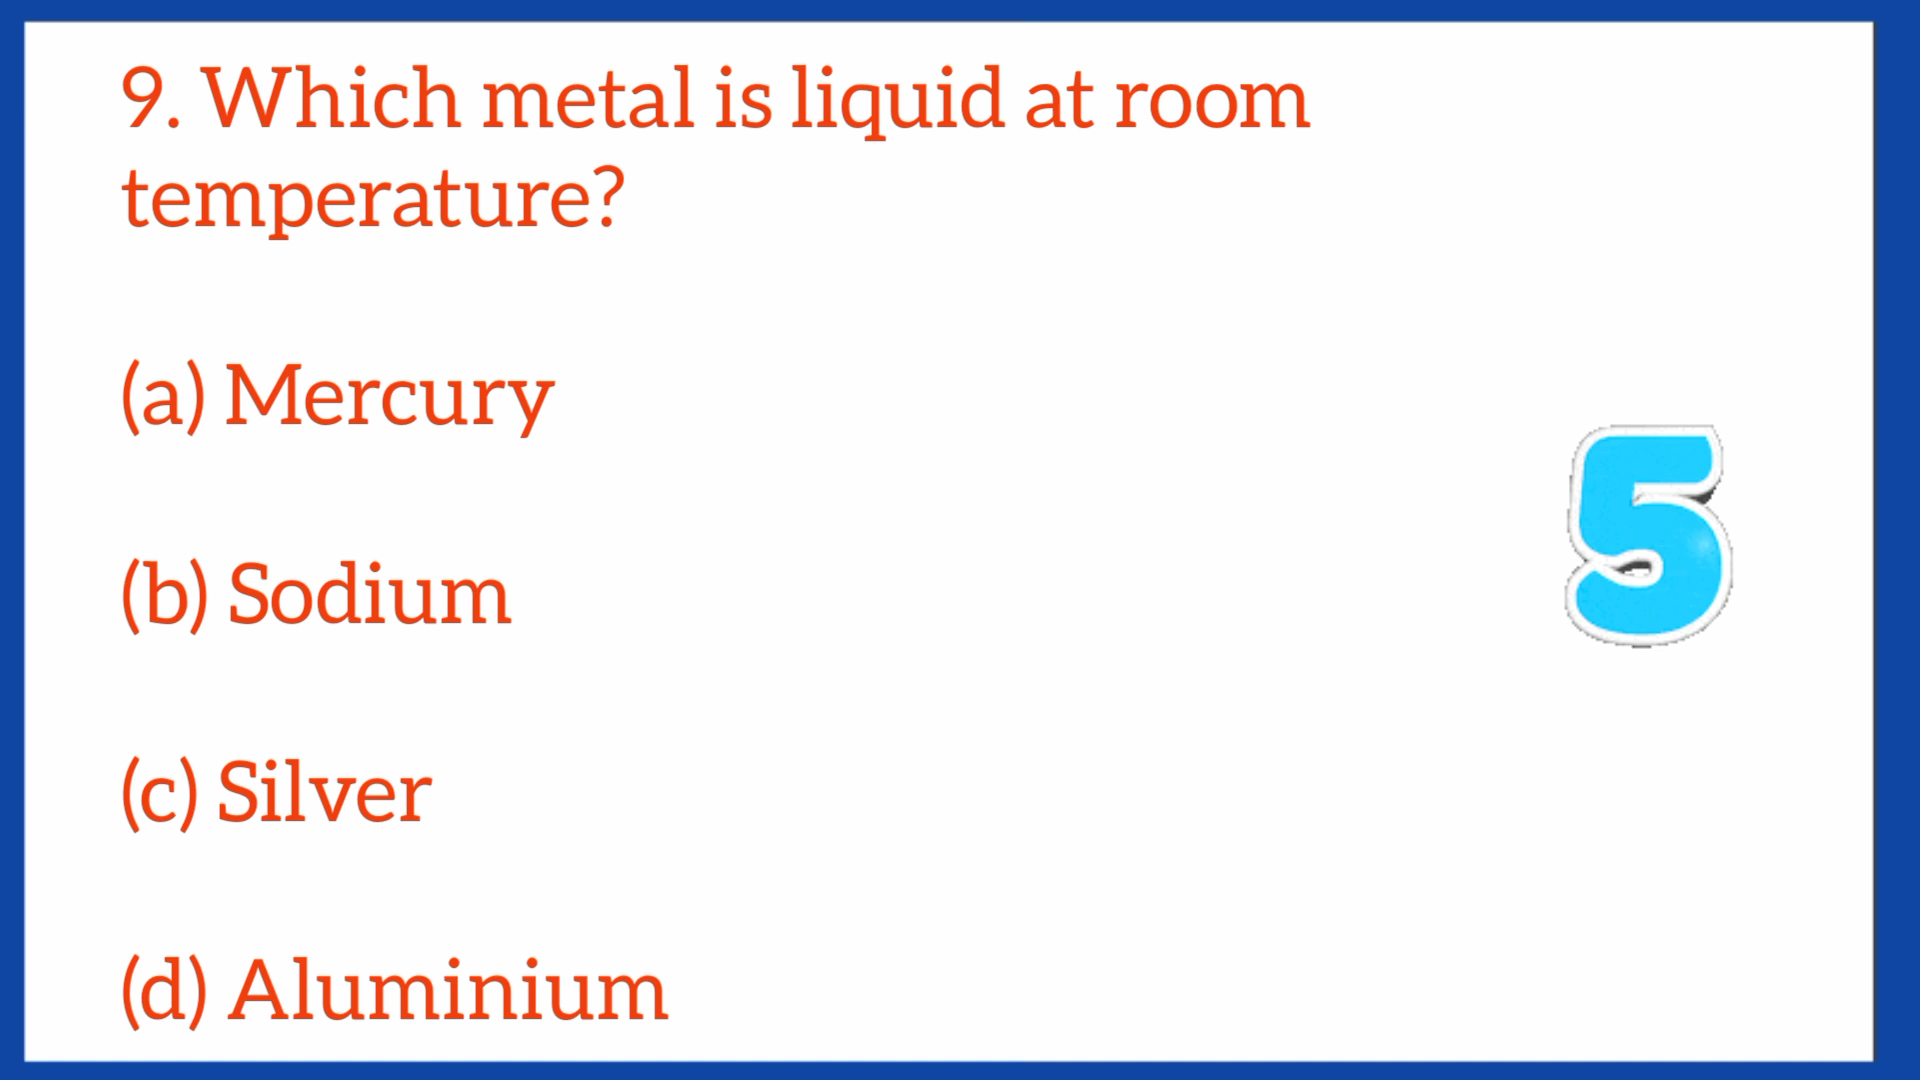 9. Which metal is liquid at room
temperature?
(a) Mercury
(b) Sodium
(c) Silver
(d) Aluminium
5